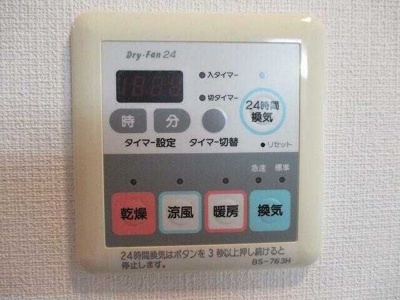 Dry・Fan 24
入タイマー
切タイマー
24時間
換気
時 分
タイマー設定 タイマー切替
リセット
急速 標準
乾燥 涼風 暖房 換気
24時間換気はボタンを3秒以上押し続けると
停止します。
BS-763H